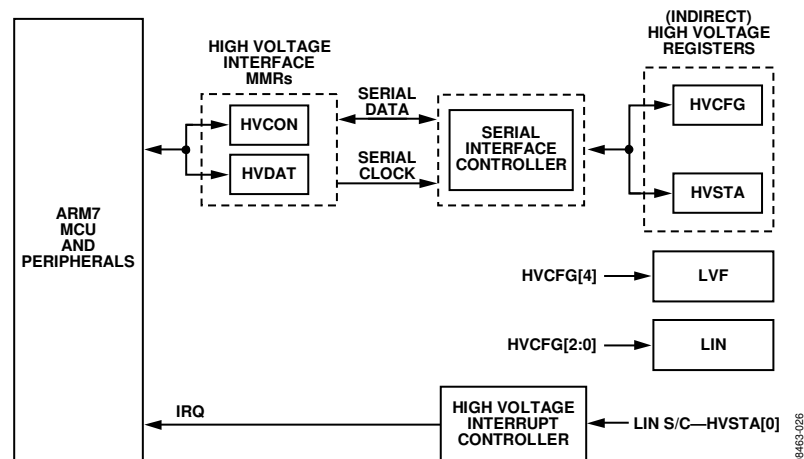 (INDIRECT)
HIGH VOLTAGE
REGISTERS
HIGH VOLTAGE
INTERFACE
MMRs
HVCON
HVDAT
SERIAL
DATA
SERIAL
CLOCK
SERIAL
INTERFACE
CONTROLLER
HVCFG
HVSTA
ARM7
MCU
AND
PERIPHERALS
HVCFG[4]
LVF
HVCFG[2:0]
LIN
IRQ
HIGH VOLTAGE
INTERRUPT
CONTROLLER
LIN S/C—HVSTA[0]
8463-026